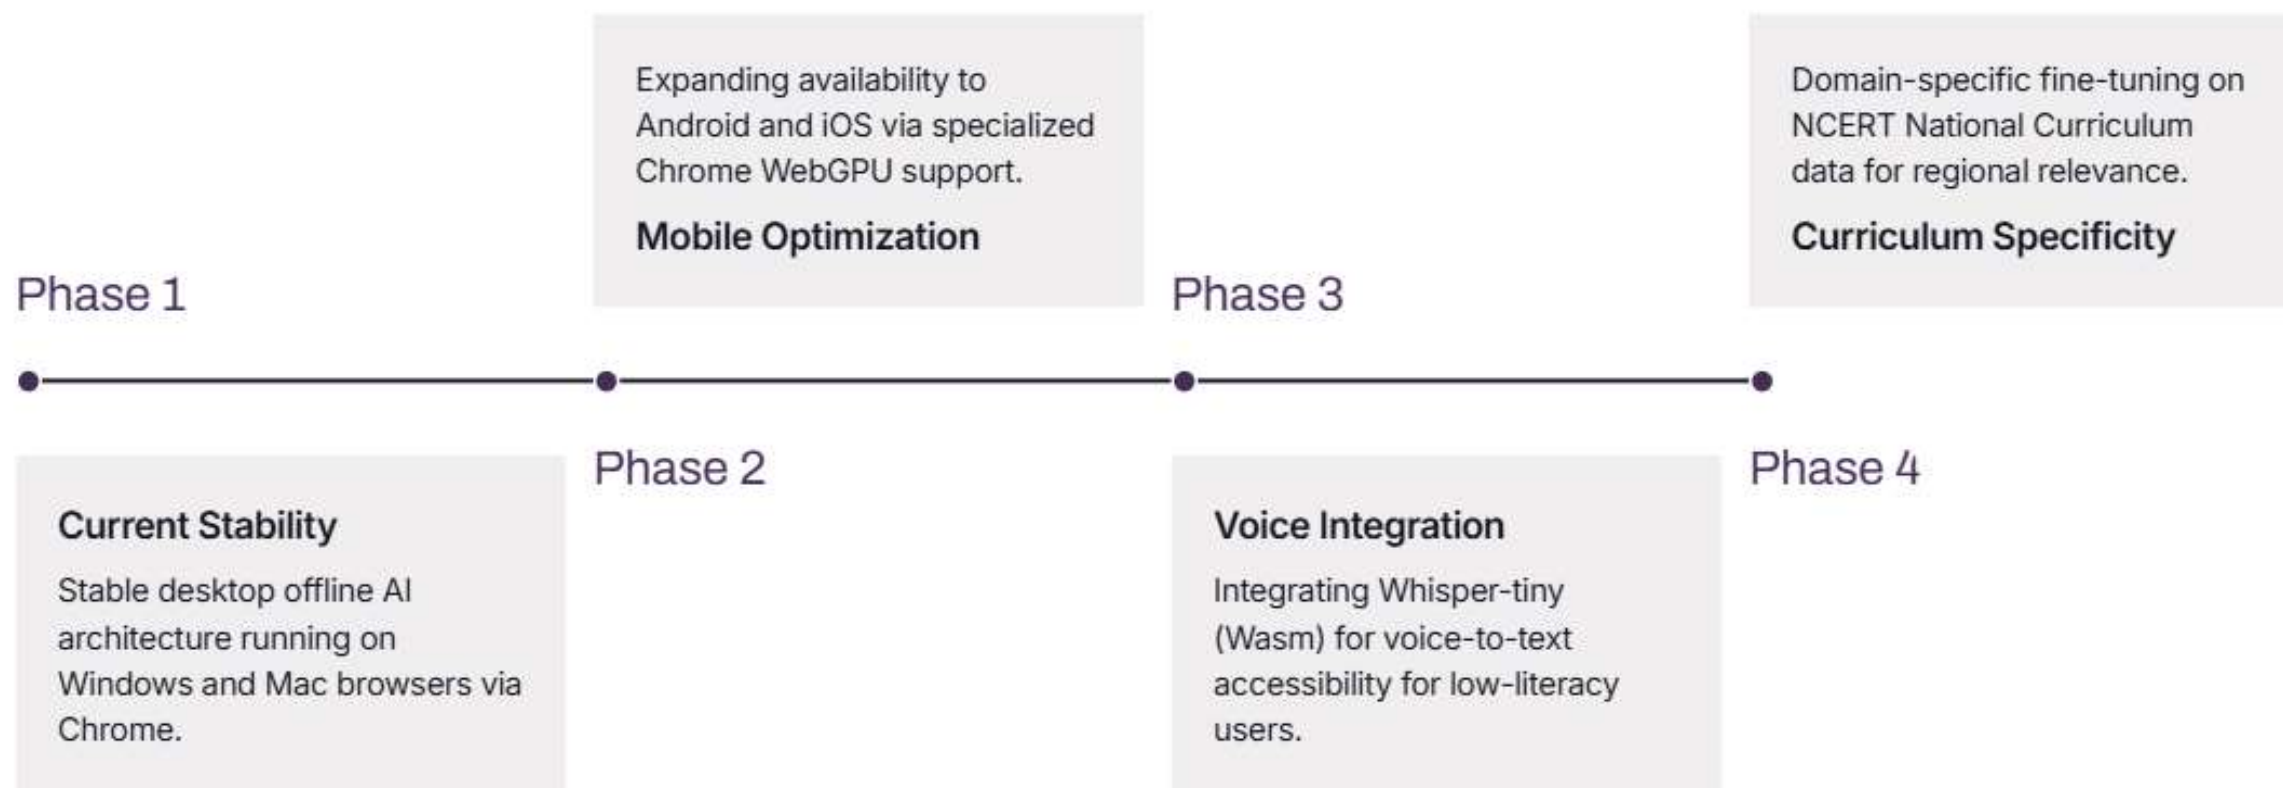 Phase 1
Current Stability
Stable desktop offline AI
architecture running on
Windows and Mac browsers via
Chrome.
Expanding availability to
Android and iOS via specialized
Chrome WebGPU support.
Mobile Optimization
Phase 2
Phase 3
Voice Integration
Integrating Whisper-tiny
(Wasm) for voice-to-text
accessibility for low-literacy
users.
Domain-specific fine-tuning on
NCERT National Curriculum
data for regional relevance.
Curriculum Specificity
Phase 4